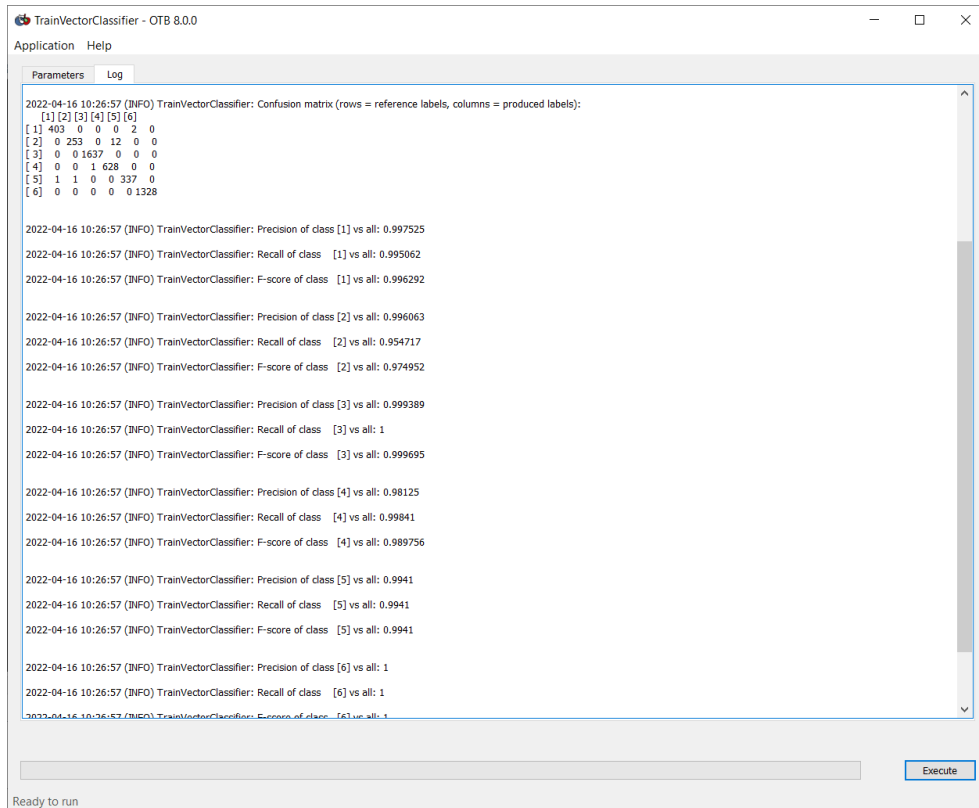 TrainVectorClassifier - OTB 8.0.0
Application Help
Parameters Log
2022-04-16 10:26:57 (INFO) TrainVectorClassifier: Confusion matrix (rows = reference labels, columns = produced labels):
[1] [2] [3] [4] [5] [6]
[ 1] 403 0 0 0 2 0
[ 2] 0 253 0 12 0 0
[ 3] 0 0 1637 0 0 0
[ 4] 0 0 1 628 0 0
[ 5] 1 1 0 0 337 0
[ 6] 0 0 0 0 0 1328
2022-04-16 10:26:57 (INFO) TrainVectorClassifier: Precision of class [1] vs all: 0.997525
2022-04-16 10:26:57 (INFO) TrainVectorClassifier: Recall of class [1] vs all: 0.995062
2022-04-16 10:26:57 (INFO) TrainVectorClassifier: F-score of class [1] vs all: 0.996292
2022-04-16 10:26:57 (INFO) TrainVectorClassifier: Precision of class [2] vs all: 0.996063
2022-04-16 10:26:57 (INFO) TrainVectorClassifier: Recall of class [2] vs all: 0.954717
2022-04-16 10:26:57 (INFO) TrainVectorClassifier: F-score of class [2] vs all: 0.974952
2022-04-16 10:26:57 (INFO) TrainVectorClassifier: Precision of class [3] vs all: 0.999389
2022-04-16 10:26:57 (INFO) TrainVectorClassifier: Recall of class [3] vs all: 1
2022-04-16 10:26:57 (INFO) TrainVectorClassifier: F-score of class [3] vs all: 0.999695
2022-04-16 10:26:57 (INFO) TrainVectorClassifier: Precision of class [4] vs all: 0.98125
2022-04-16 10:26:57 (INFO) TrainVectorClassifier: Recall of class [4] vs all: 0.99841
2022-04-16 10:26:57 (INFO) TrainVectorClassifier: F-score of class [4] vs all: 0.989756
2022-04-16 10:26:57 (INFO) TrainVectorClassifier: Precision of class [5] vs all: 0.9941
2022-04-16 10:26:57 (INFO) TrainVectorClassifier: Recall of class [5] vs all: 0.9941
2022-04-16 10:26:57 (INFO) TrainVectorClassifier: F-score of class [5] vs all: 0.9941
2022-04-16 10:26:57 (INFO) TrainVectorClassifier: Precision of class [6] vs all: 1
2022-04-16 10:26:57 (INFO) TrainVectorClassifier: Recall of class [6] vs all: 1
2022-04-16 10:26:57 (INFO) TrainVectorClassifier: F-score of class [6] vs all: 1
Execute
Ready to run